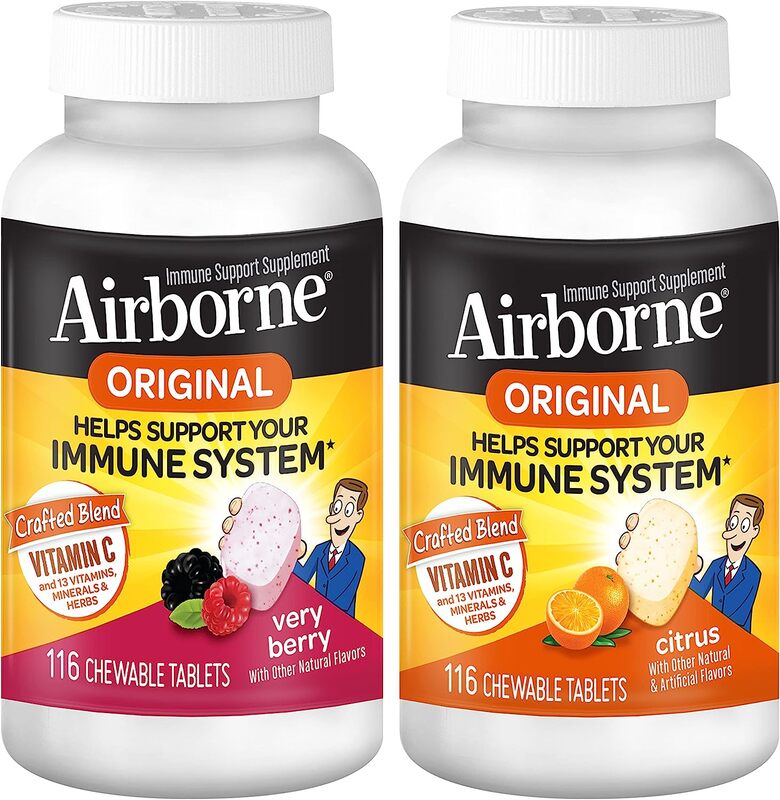 Immune Support Supplement
Airborne®
ORIGINAL
HELPS SUPPORT YOUR
IMMUNE SYSTEM*
Crafted Blend
VITAMIN C
and 13 VITAMINS,
MINERALS &
HERBS
very
berry
With Other Natural Flavors
116 CHEWABLE TABLETS
Immune Support Supplement
Airborne®
ORIGINAL
HELPS SUPPORT YOUR
IMMUNE SYSTEM*
Crafted Blend
VITAMIN C
and 13 VITAMINS,
MINERALS &
HERBS
citrus
With Other Natural
& Artificial Flavors
116 CHEWABLE TABLETS